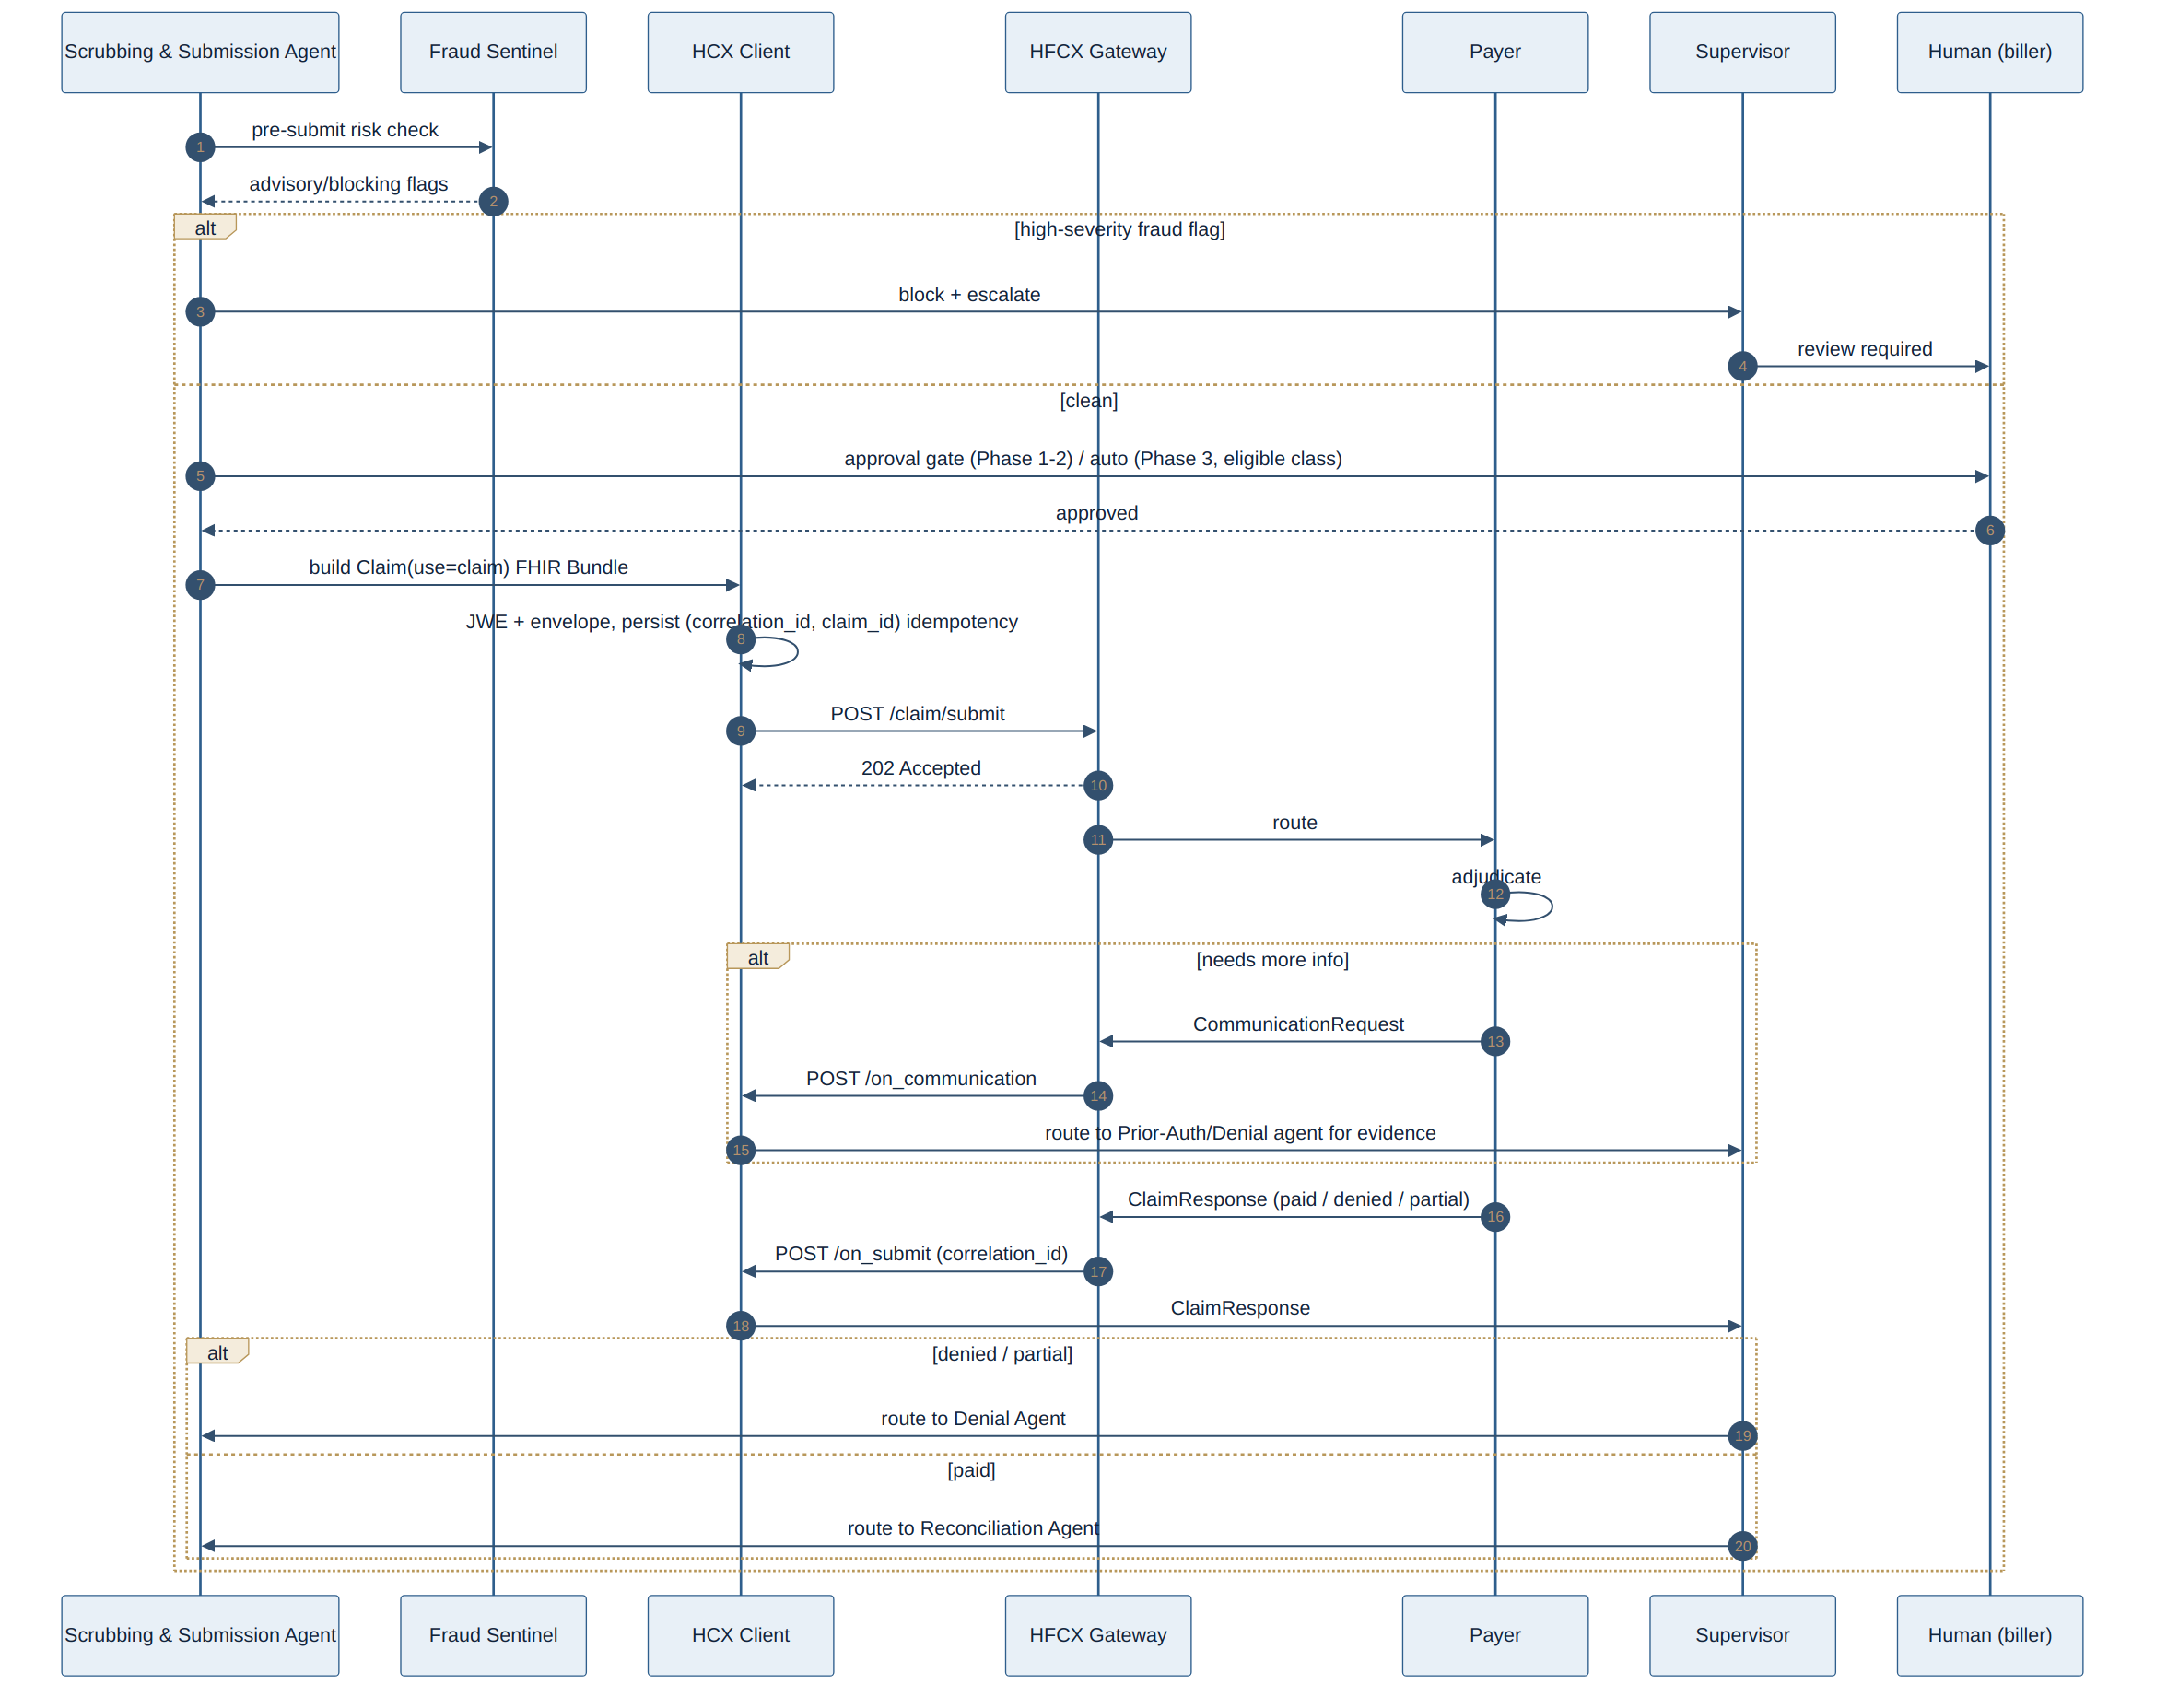 Scrubbing & Submission Agent
Fraud Sentinel
HCX Client
HFCX Gateway
Payer
Supervisor
Human (biller)
pre-submit risk check
1
advisory/blocking flags
2
alt
[high-severity fraud flag]
block + escalate
3
review required
4
[clean]
approval gate (Phase 1-2) / auto (Phase 3, eligible class)
5
approved
6
build Claim(use=claim) FHIR Bundle
7
JWE + envelope, persist (correlation_id, claim_id) idempotency
8
POST /claim/submit
9
202 Accepted
10
route
11
adjudicate
12
alt
[needs more info]
CommunicationRequest
13
POST /on_communication
14
route to Prior-Auth/Denial agent for evidence
15
ClaimResponse (paid / denied / partial)
16
POST /on_submit (correlation_id)
17
ClaimResponse
18
alt
[denied / partial]
route to Denial Agent
19
[paid]
route to Reconciliation Agent
20
Scrubbing & Submission Agent
Fraud Sentinel
HCX Client
HFCX Gateway
Payer
Supervisor
Human (biller)